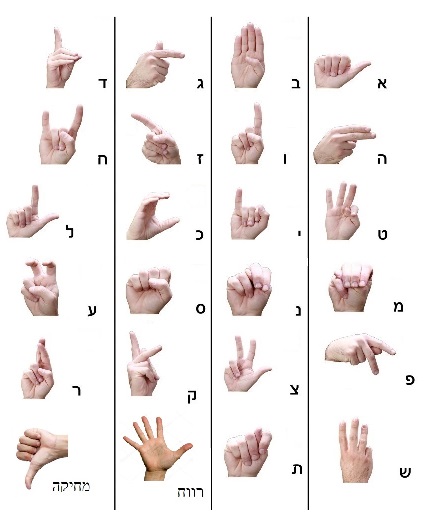 א ב ג ד
ה ו ז ח
ט י כ ל
מ נ ס ע
פ צ ק ר
ש ת רווח מחיקה